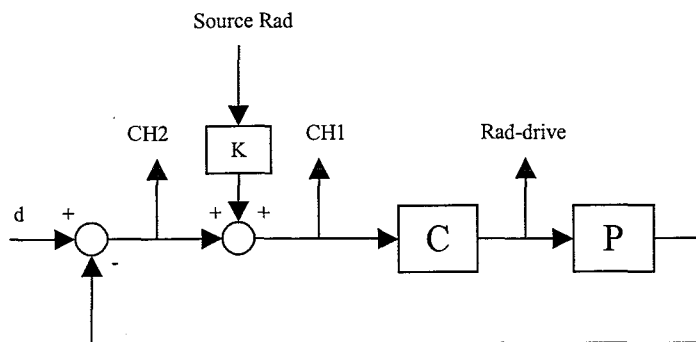 Source Rad
CH2
K
CH1
Rad-drive
d
+
+
+
C
P
-